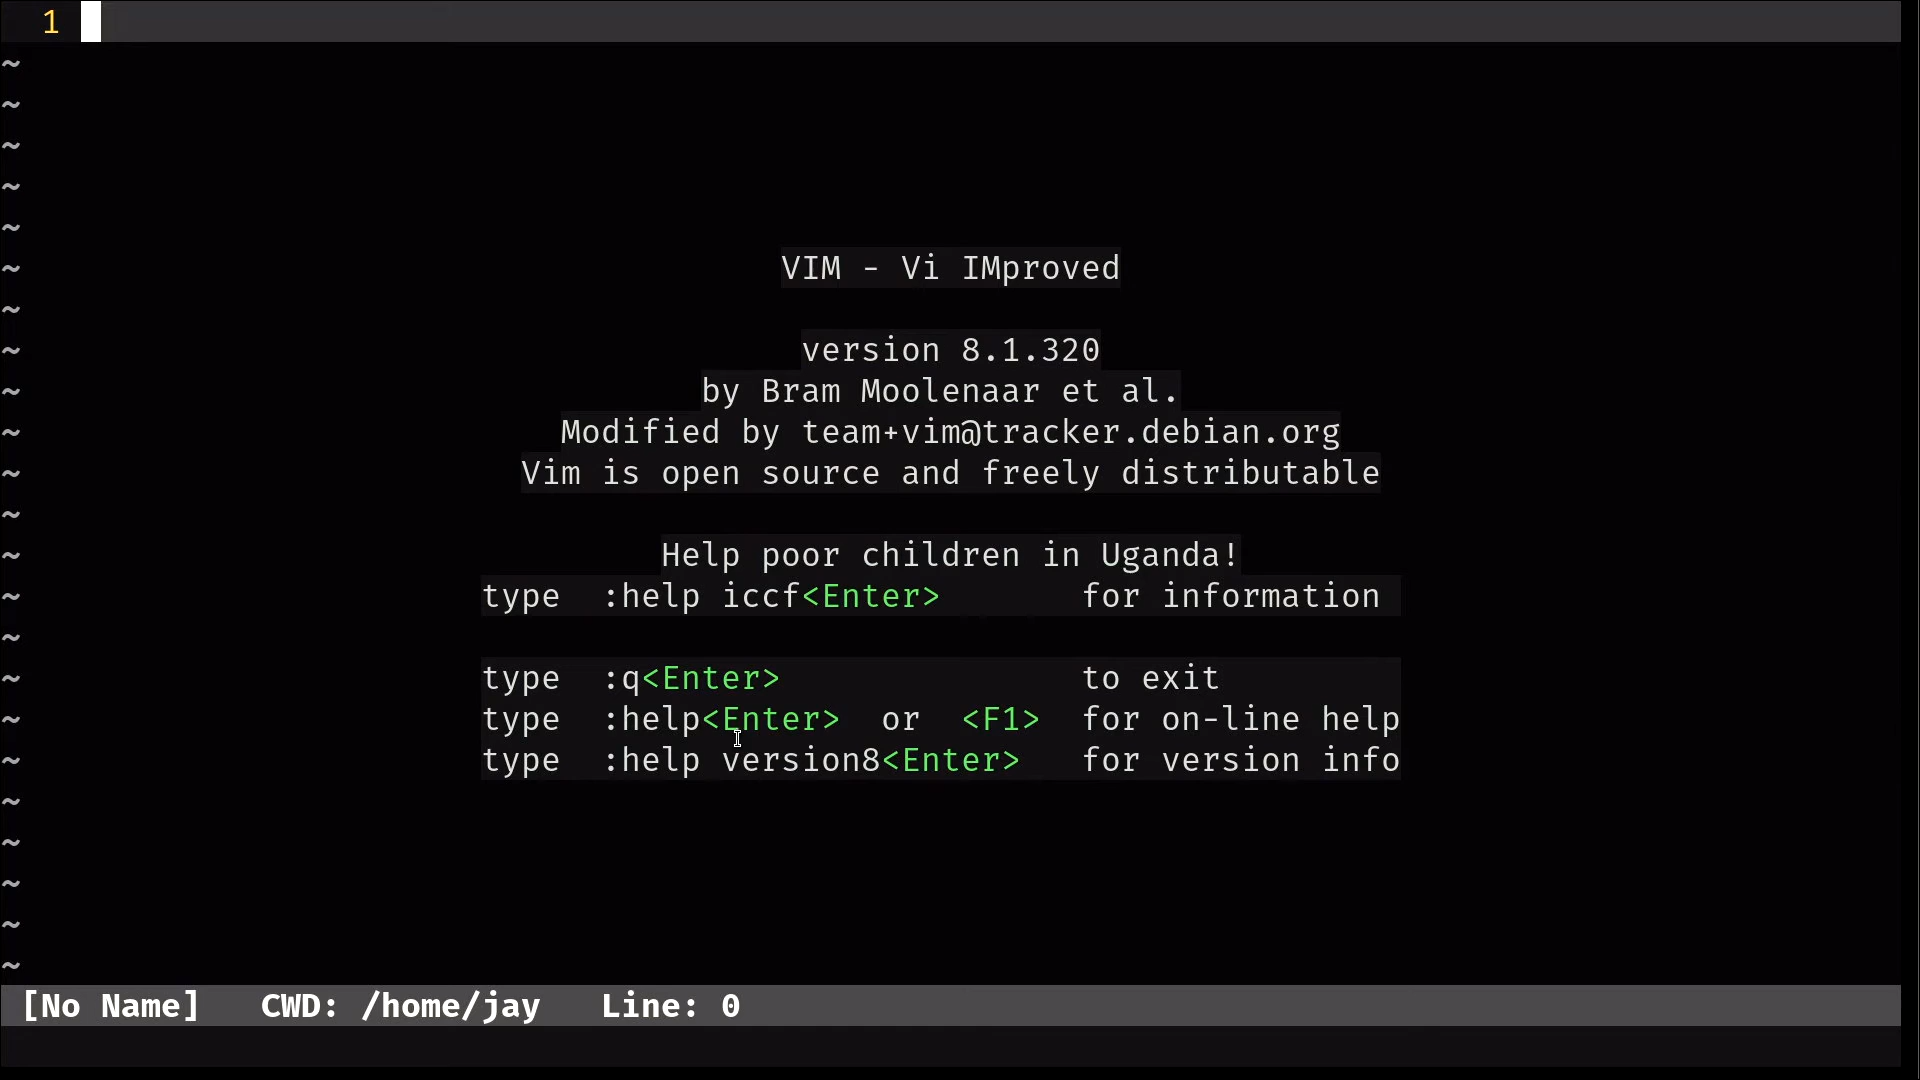 1
~
~
~
~
~
~ VIM - Vi IMproved
~
~ version 8.1.320
~ by Bram Moolenaar et al.
~ Modified by team+vim@tracker.debian.org
~ Vim is open source and freely distributable
~
~ Help poor children in Uganda!
~ type  :help iccf<Enter>       for information
~
~ type  :q<Enter>               to exit
~ type  :help<Enter>  or  <F1>  for on-line help
~ type  :help version8<Enter>   for version info
~
~
~
~
~
[No Name]   CWD: /home/jay   Line: 0